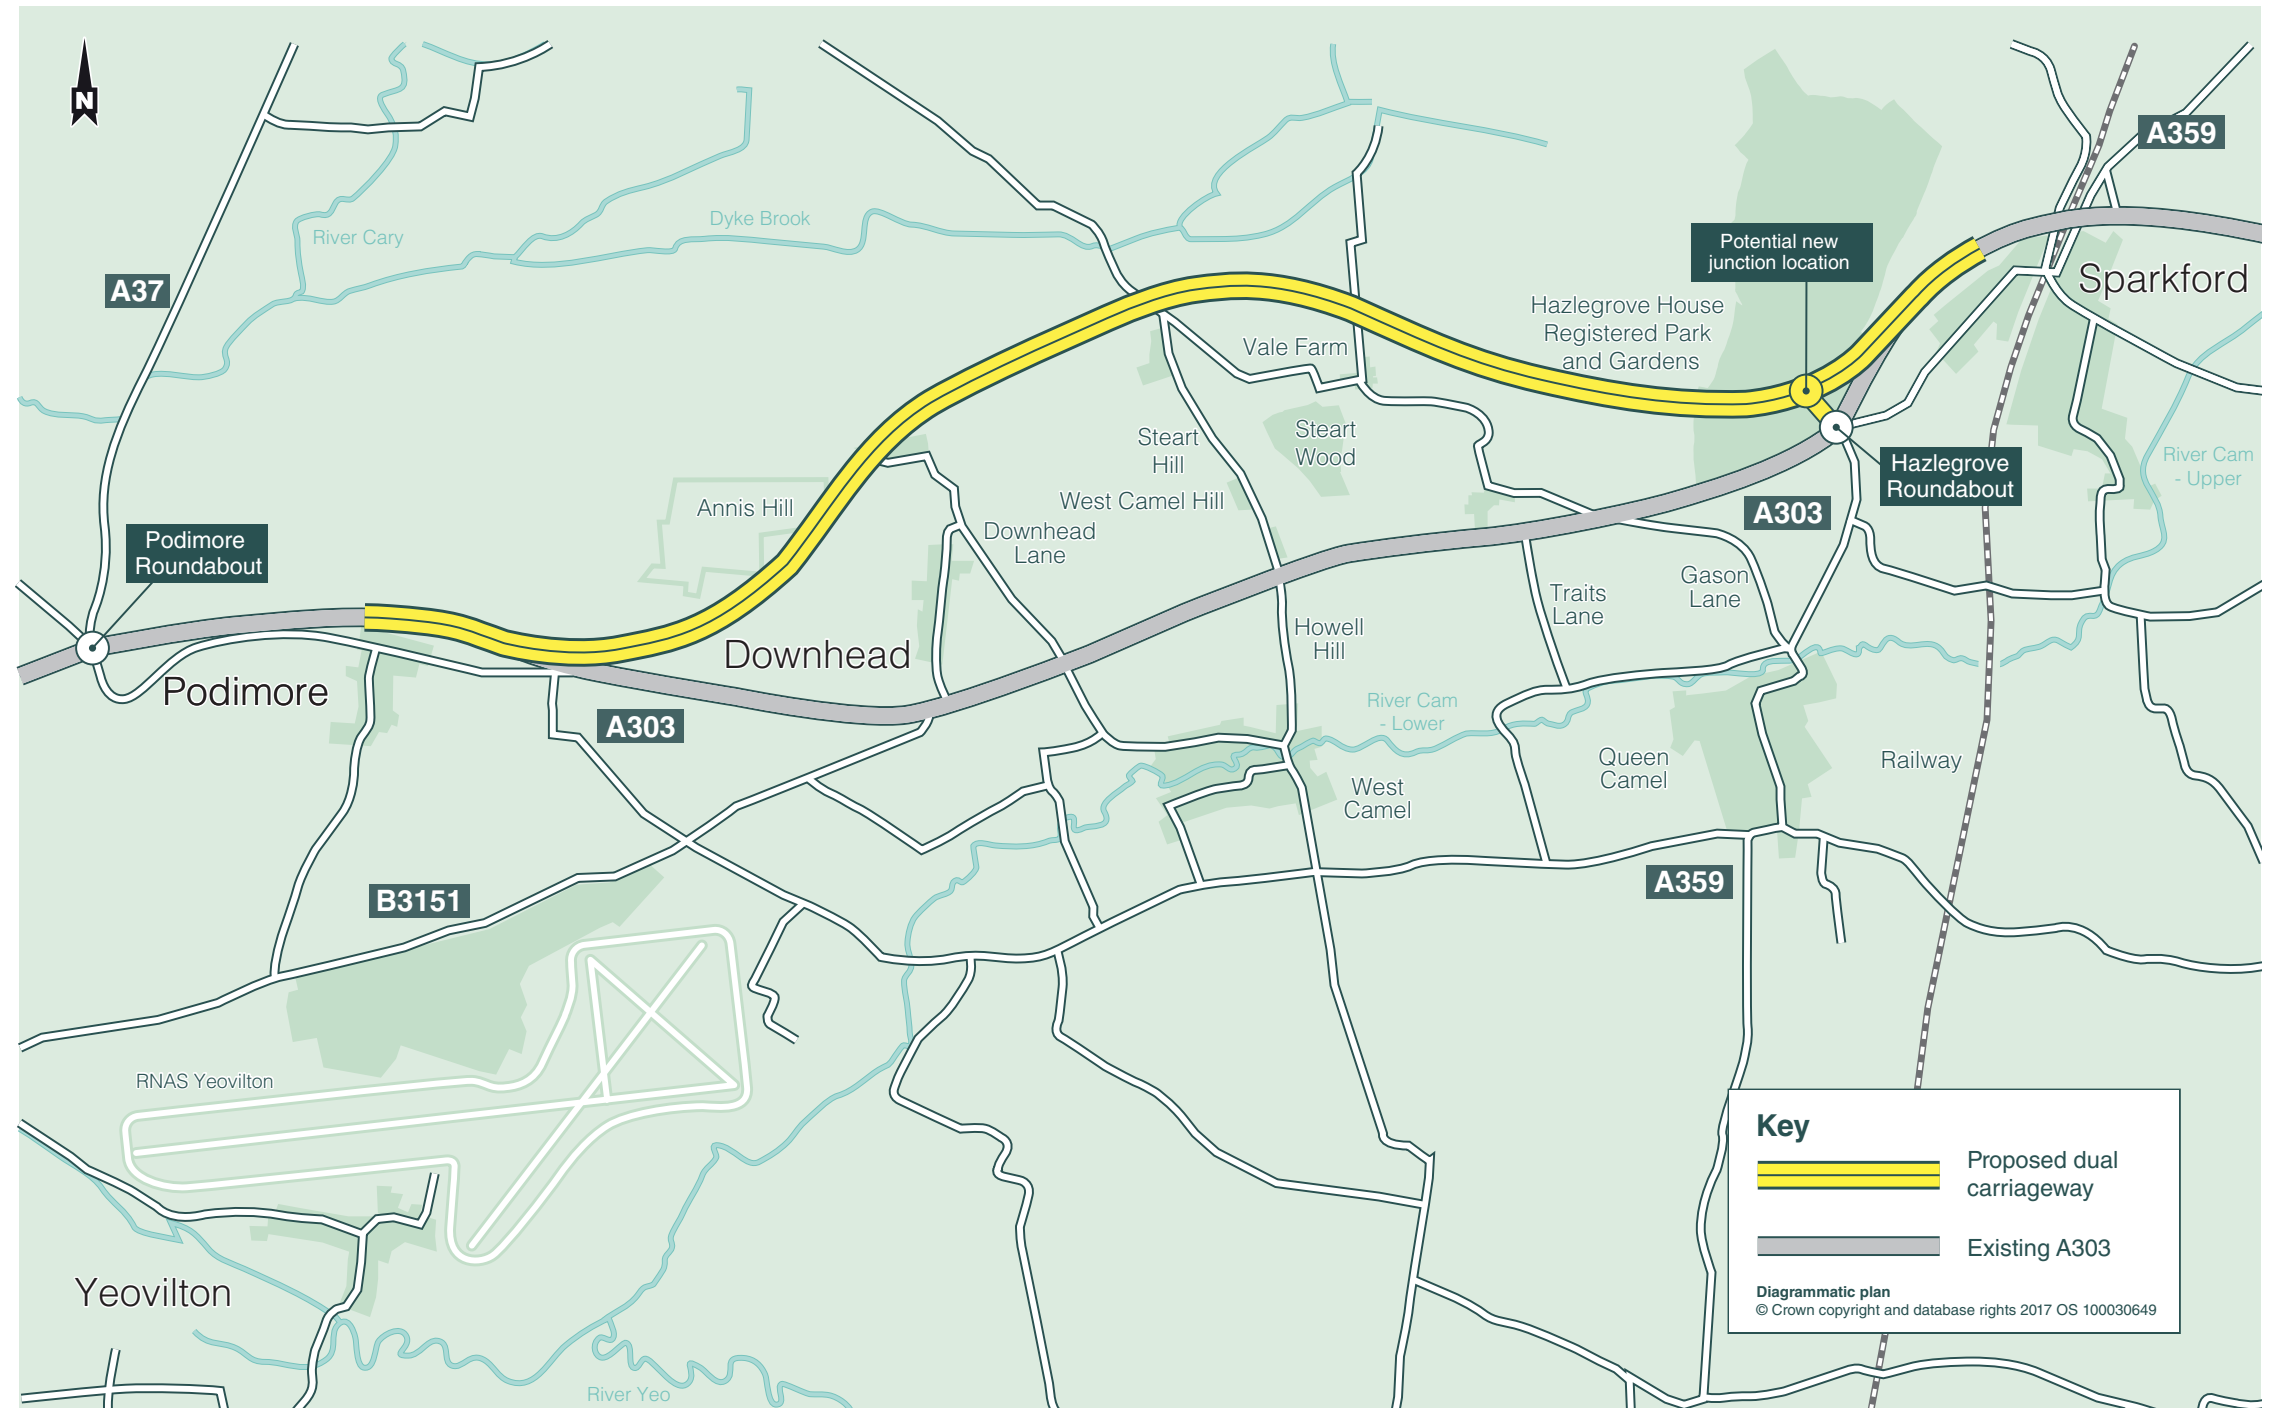 N
A359
Dyke Brook
River Cary
Potential new
junction location
A37
Sparkford
Hazlegrove House
Registered Park
and Gardens
Vale Farm
Steart
Hill
Steart
Wood
River Cam
- Upper
Hazlegrove
Roundabout
West Camel Hill
Annis Hill
A303
Downhead
Lane
Podimore
Roundabout
Traits
Lane
Gason
Lane
Howell
Hill
Downhead
Podimore
River Cam
- Lower
A303
Queen
Camel
Railway
West
Camel
A359
B3151
RNAS Yeovilton
Key
Proposed dual
carriageway
Existing A303
Yeovilton
Diagrammatic plan
© Crown copyright and database rights 2017 OS 100030649
River Yeo